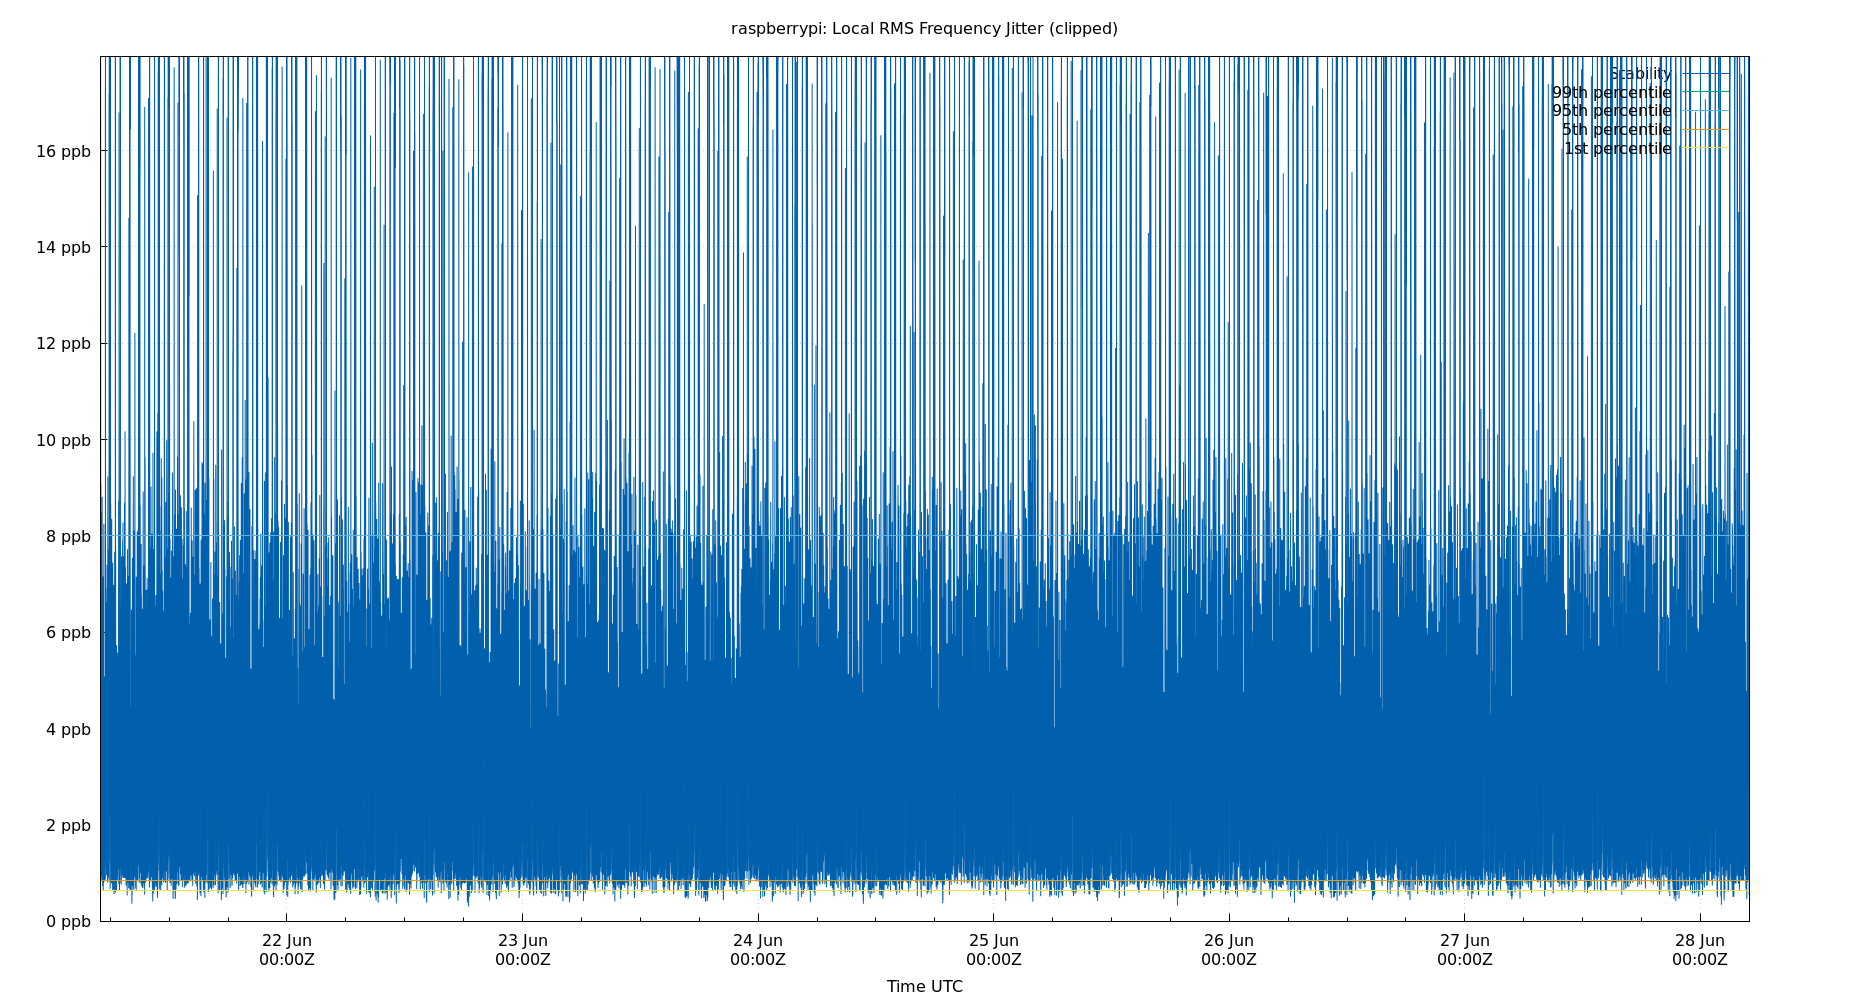 raspberrypi: Local RMS Frequency Jitter (clipped)
Stability
99th percentile
95th percentile
5th percentile
1st percentile
16 ppb
14 ppb
12 ppb
10 ppb
8 ppb
6 ppb
4 ppb
2 ppb
0 ppb
22 Jun 23 Jun 24 Jun 25 Jun 26 Jun 27 Jun 28 Jun
00:00Z 00:00Z 00:00Z 00:00Z 00:00Z 00:00Z 00:00Z
Time UTC